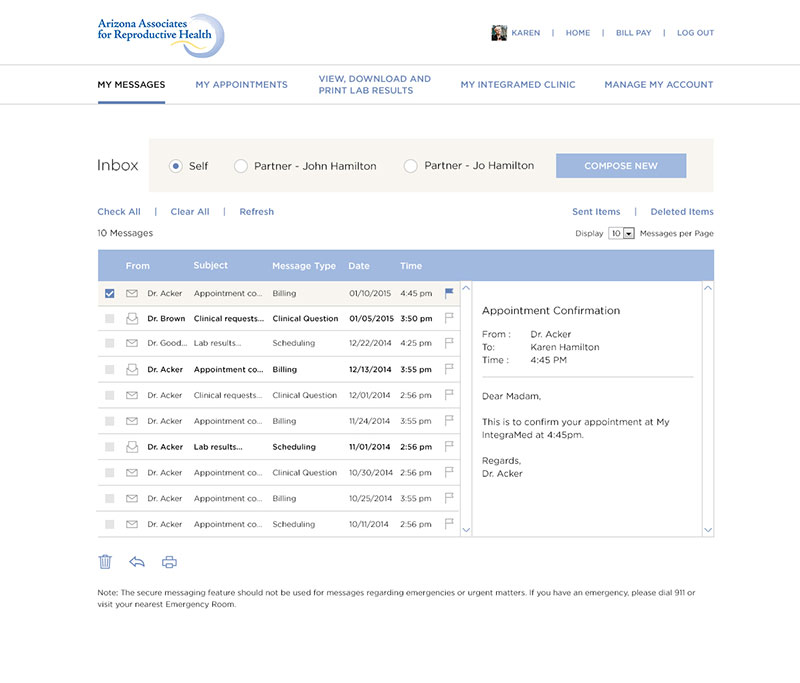 Arizona Associates
for Reproductive Health
KAREN | HOME | BILL PAY | LOG OUT
MY MESSAGES
MY APPOINTMENTS
VIEW, DOWNLOAD AND
PRINT LAB RESULTS
MY INTEGRAMED CLINIC
MANAGE MY ACCOUNT
Inbox
Self
Partner - John Hamilton
Partner - Jo Hamilton
COMPOSE NEW
Check All | Clear All | Refresh
Sent Items | Deleted Items
10 Messages
Display 10 Messages per Page
From Subject Message Type Date Time
Dr. Acker Appointment co... Billing 01/10/2015 4:45 pm
Dr. Brown Clinical requests... Clinical Question 01/05/2015 3:50 pm
Dr. Good... Lab results... Scheduling 12/22/2014 4:25 pm
Dr. Acker Appointment co... Billing 12/13/2014 3:55 pm
Dr. Acker Clinical requests... Clinical Question 12/01/2014 2:56 pm
Dr. Acker Appointment co... Billing 11/24/2014 3:55 pm
Dr. Acker Lab results... Scheduling 11/01/2014 2:56 pm
Dr. Acker Appointment co... Clinical Question 10/30/2014 2:56 pm
Dr. Acker Appointment co... Billing 10/25/2014 3:55 pm
Dr. Acker Appointment co... Scheduling 10/11/2014 2:56 pm
Appointment Confirmation
From : Dr. Acker
To: Karen Hamilton
Time : 4:45 PM
Dear Madam,
This is to confirm your appointment at My
IntegraMed at 4:45pm.
Regards,
Dr. Acker
Note: The secure messaging feature should not be used for messages regarding emergencies or urgent matters. If you have an emergency, please dial 911 or
visit your nearest Emergency Room.